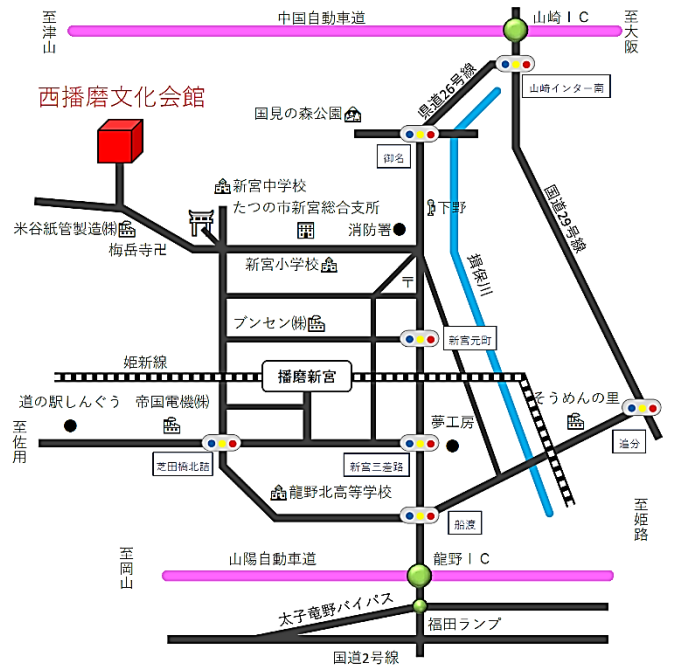 至津山
中国自動車道
山崎ＩＣ
至大阪
山崎インター南
西播磨文化会館
国見の森公園
県道26号線
御名
国道29号線
新宮中学校
たつの市新宮総合支所
消防署
下野
米谷紙管製造㈱
梅岳寺卍
新宮小学校
〒
揖保川
ブンセン㈱
新宮元町
姫新線
播磨新宮
そうめんの里
道の駅しんぐう
帝国電機㈱
夢工房
至佐用
芝田橋北詰
新宮三差路
追分
龍野北高等学校
船渡
至姫路
至岡山
山陽自動車道
龍野ＩＣ
太子竜野バイパス
福田ランプ
国道2号線